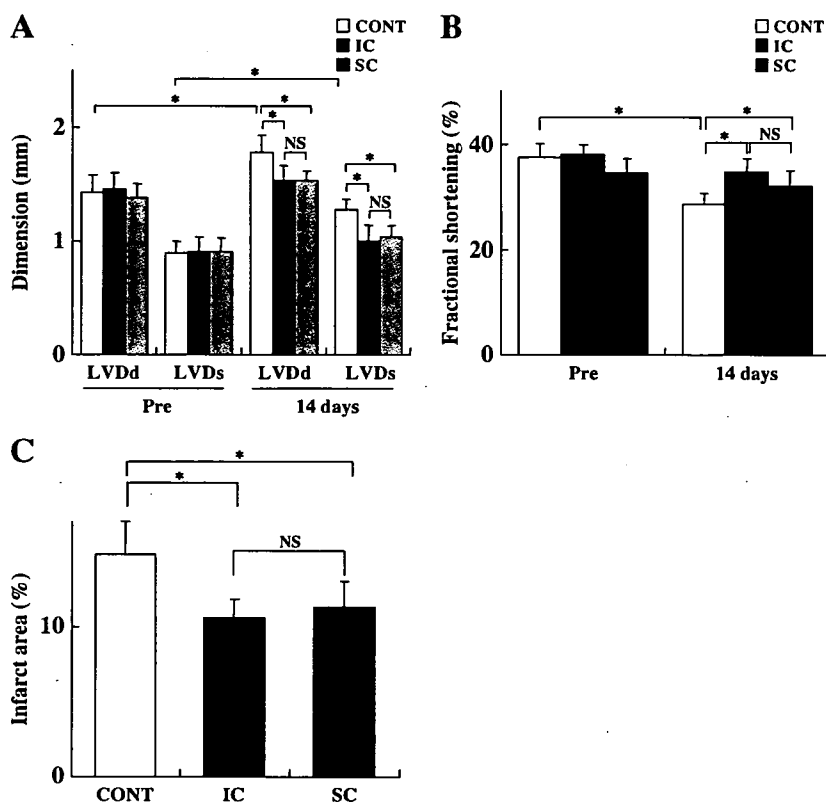 A
CONT
IC
SC
*
*
*
*
NS
*
*
NS
2
1
0
Dimension (mm)
LVDd LVDs LVDd LVDs
Pre 14 days
B
CONT
IC
SC
*
*
*
NS
40
20
0
Fractional shortening (%)
Pre 14 days
C
*
*
NS
10
0
Infarct area (%)
CONT IC SC